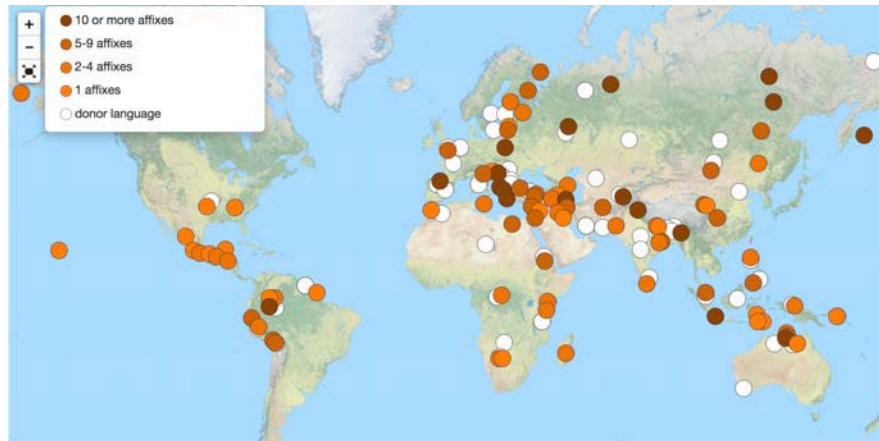 +
−
10 or more affixes
5-9 affixes
2-4 affixes
1 affixes
donor language